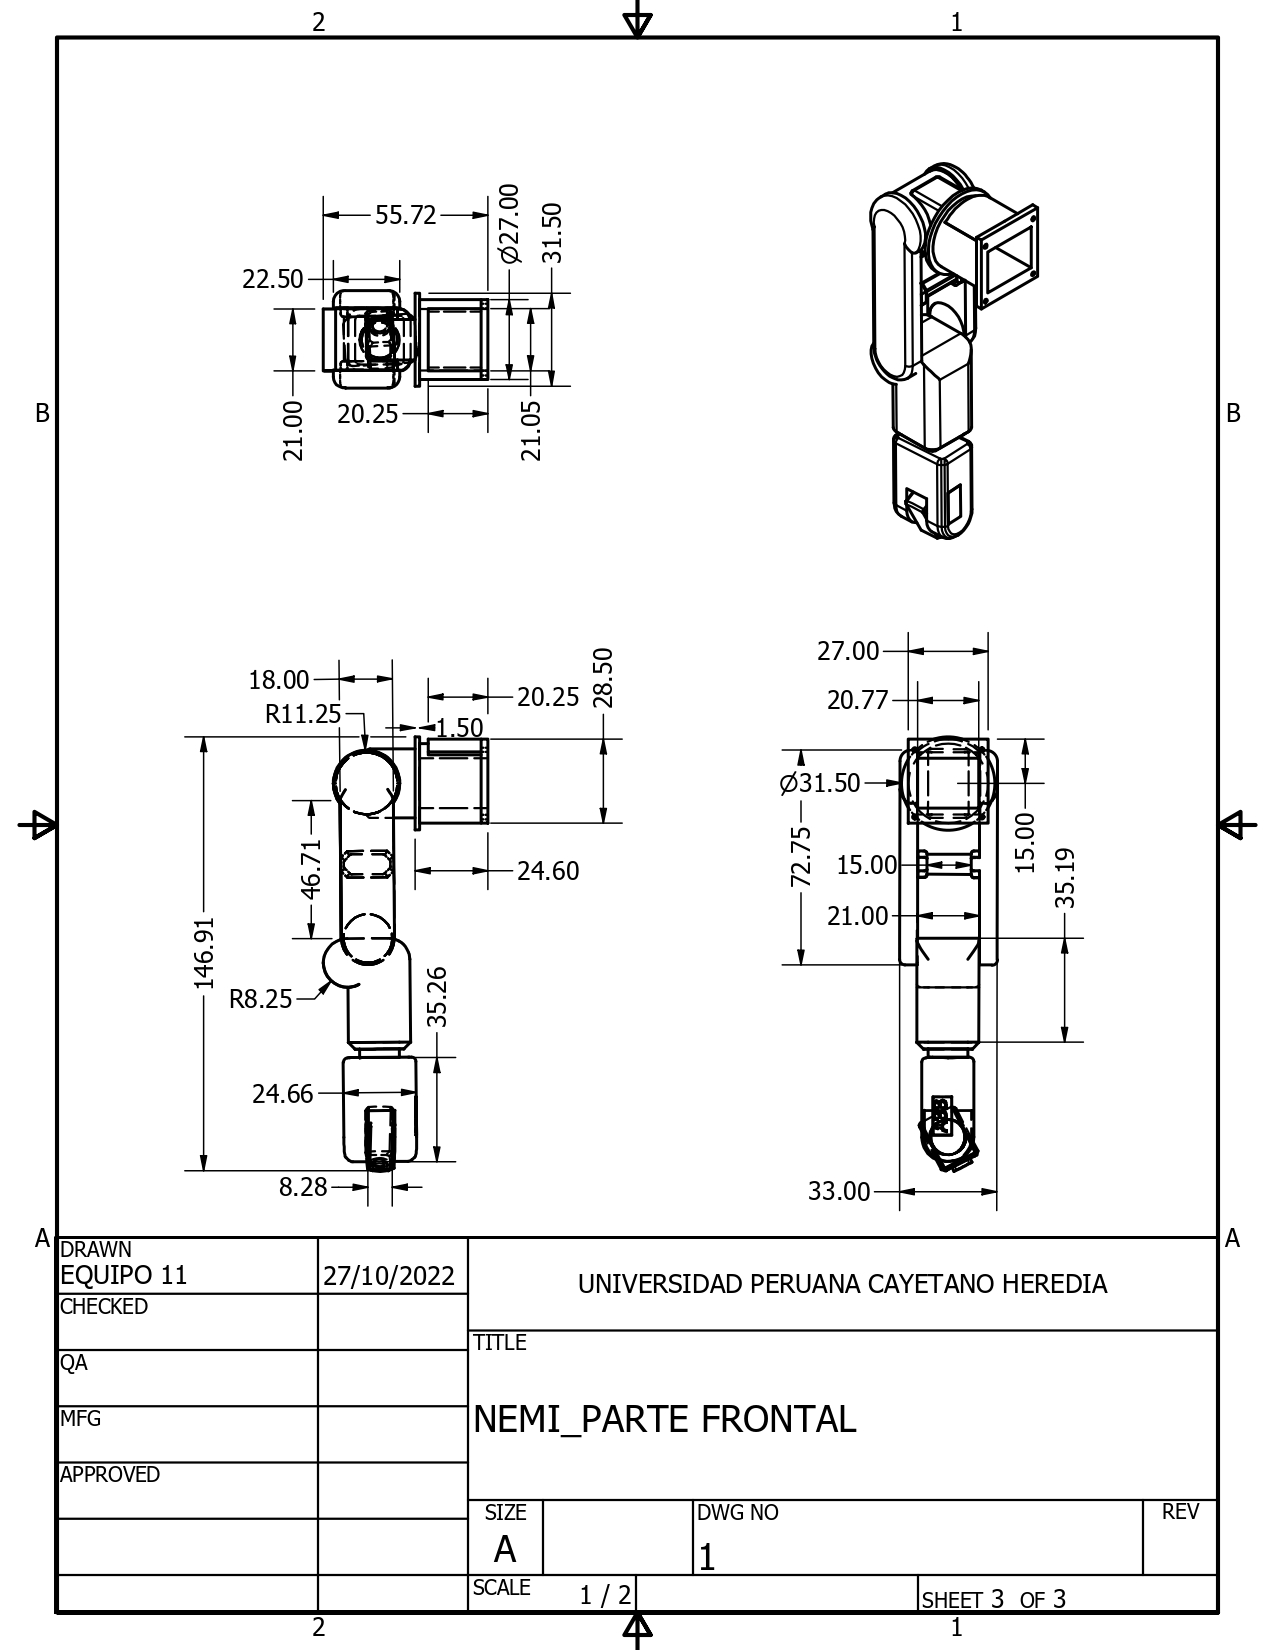 2
1
55.72
Ø27.00
31.50
22.50
21.00
20.25
21.05
B
B
27.00
18.00
28.50
20.25
20.77
R11.25
1.50
Ø31.50
46.71
72.75
15.00
15.00
24.60
35.19
21.00
146.91
R8.25
35.26
24.66
8.28
33.00
A
A
DRAWN
EQUIPO 11
27/10/2022
UNIVERSIDAD PERUANA CAYETANO HEREDIA
CHECKED
TITLE
QA
NEMI_PARTE FRONTAL
MFG
APPROVED
SIZE
A
DWG NO
1
REV
SCALE
1 / 2
SHEET 3 OF 3
2
1